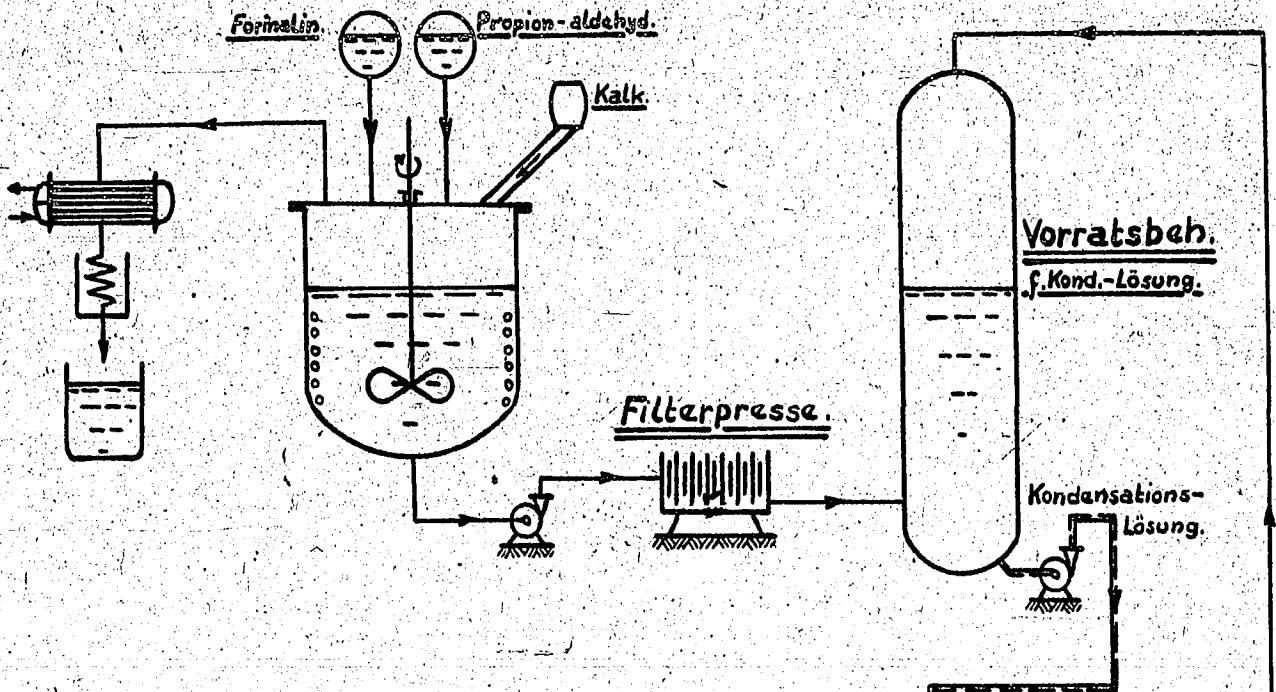 Formalin.
Propion-aldehyd.
Kalk.
Vorratsbeh.
f. Kond.-Lösung.
Filterpresse.
Kondensations-
Lösung.